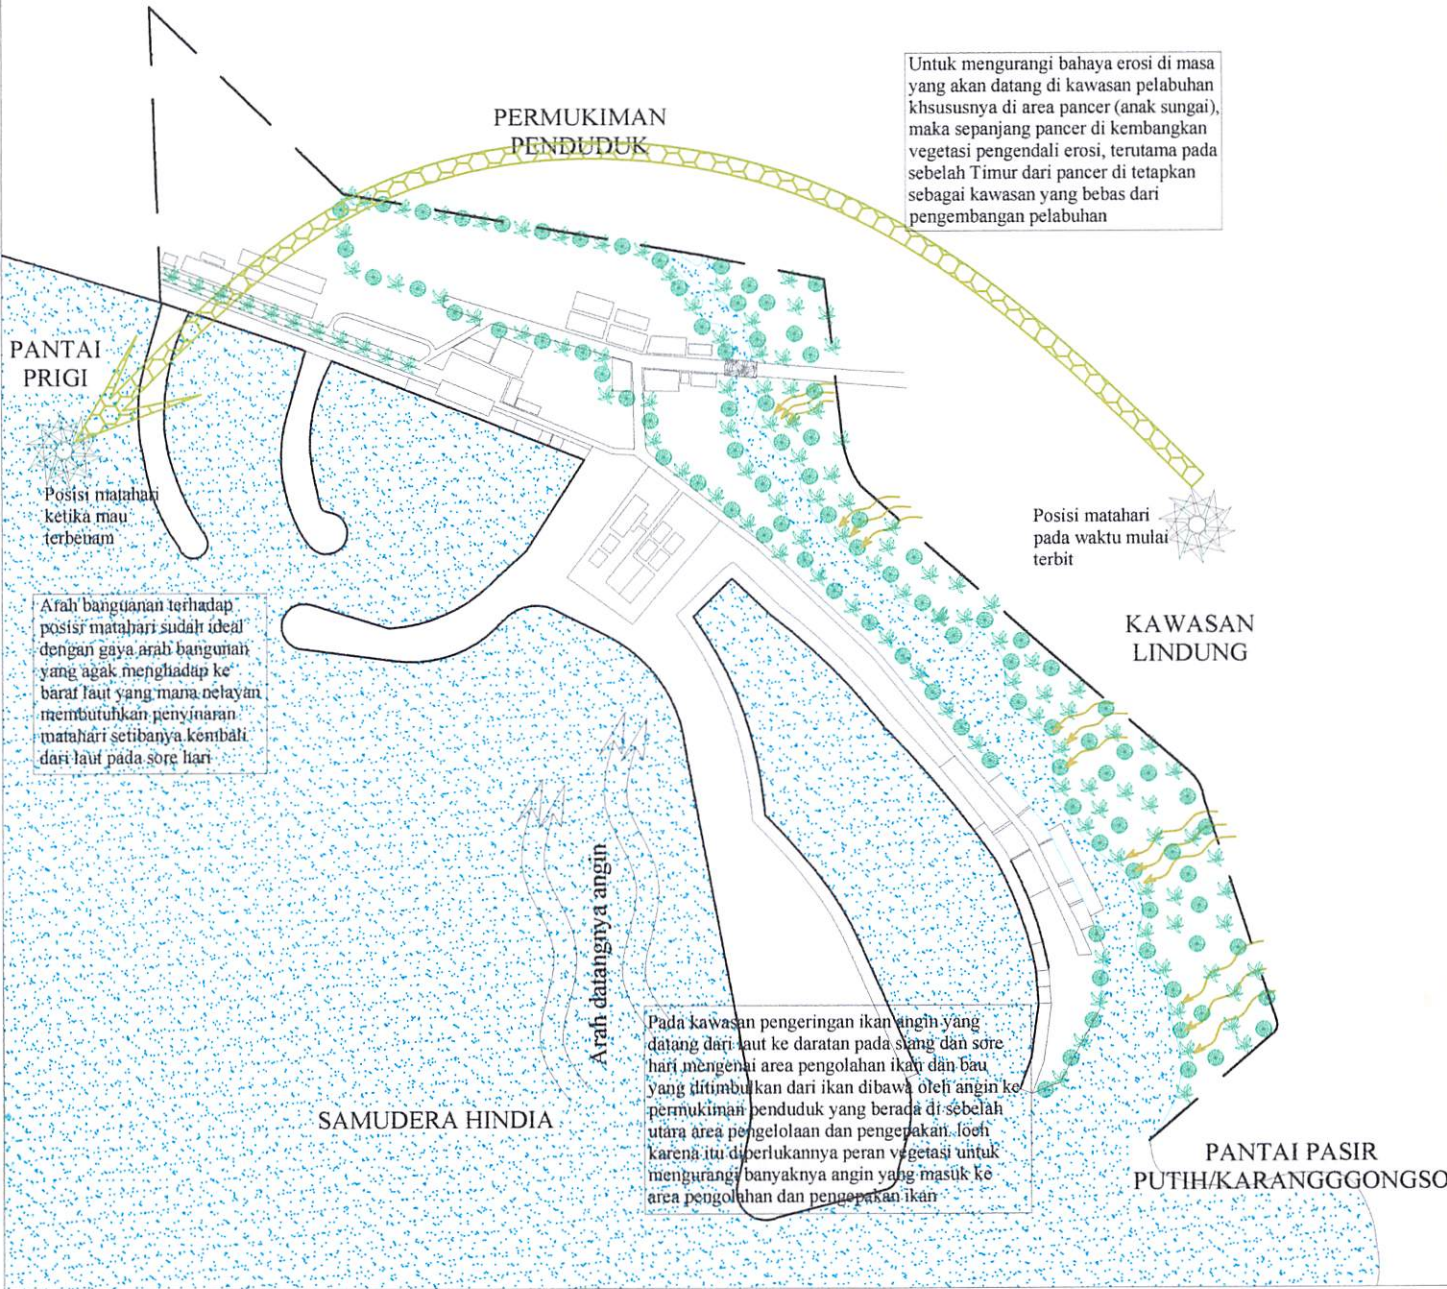 Untuk mengurangi bahaya erosi di masa
yang akan datang di kawasan pelabuhan
khsususnya di area pancer (anak sungai),
maka sepanjang pancer di kembangkan
vegetasi pengendali erosi, terutama pada
sebelah Timur dari pancer di tetapkan
sebagai kawasan yang bebas dari
pengembangan pelabuhan
PERMUKIMAN
PENDUDUK
PANTAI
PRIGI
Posisi matahari
ketika mau
terbenam
Posisi matahari
pada waktu mulai
terbit
Arah banguanan terhadap
posisi matahari sudah ideal
dengan gaya arah bangunan
yang agak menghadap ke
barat laut yang mana nelayan
membutuhkan penyinaran
matahari setibanya kembali
dari laut pada sore hari
KAWASAN
LINDUNG
Arah datangnya angin
Pada kawasan pengeringan ikan angin yang
datang dari laut ke daratan pada siang dan sore
hari mengenai area pengolahan ikan dan bau
yang ditimbulkan dari ikan dibawa oleh angin ke
permukiman penduduk yang berada di sebelah
utara area pengelolaan dan pengepakan. loeh
karena itu diperlukannya peran vegetasi untuk
mengurangi banyaknya angin yang masuk ke
area pengolahan dan pengepakan ikan
SAMUDERA HINDIA
PANTAI PASIR
PUTIH/KARANGGGONGSO